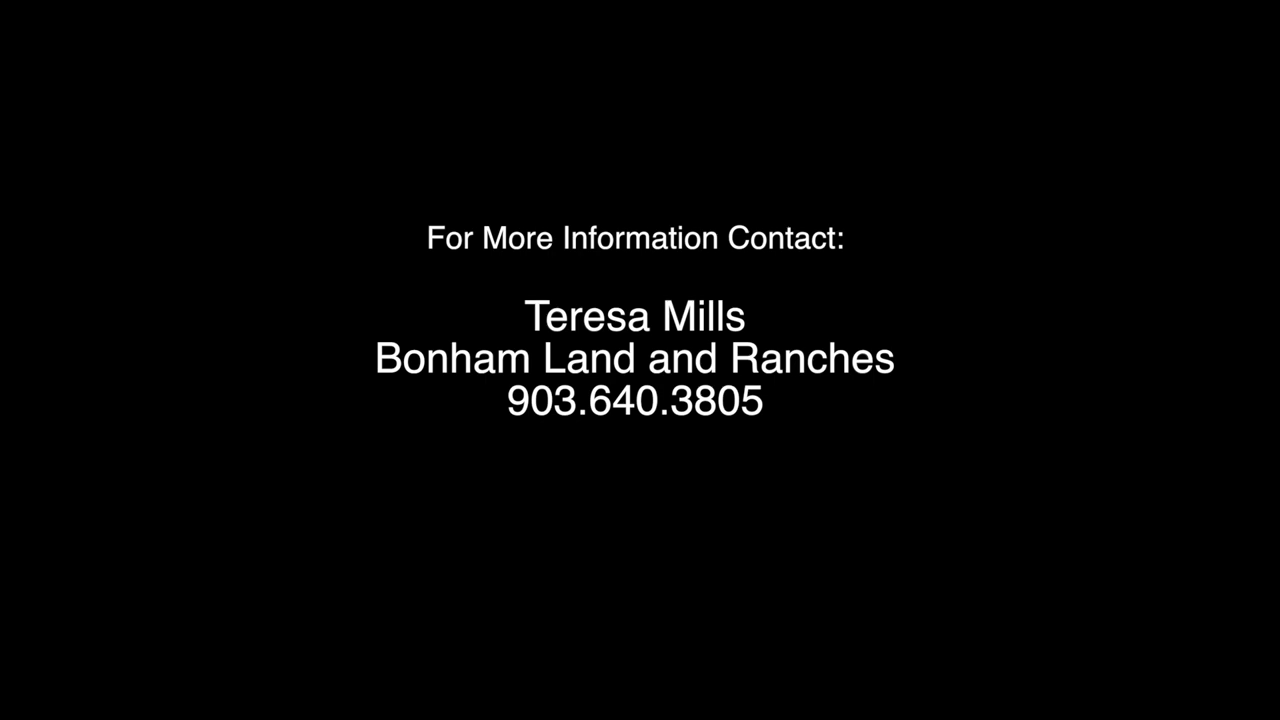 For More Information Contact:
Teresa Mills
Bonham Land and Ranches
903.640.3805